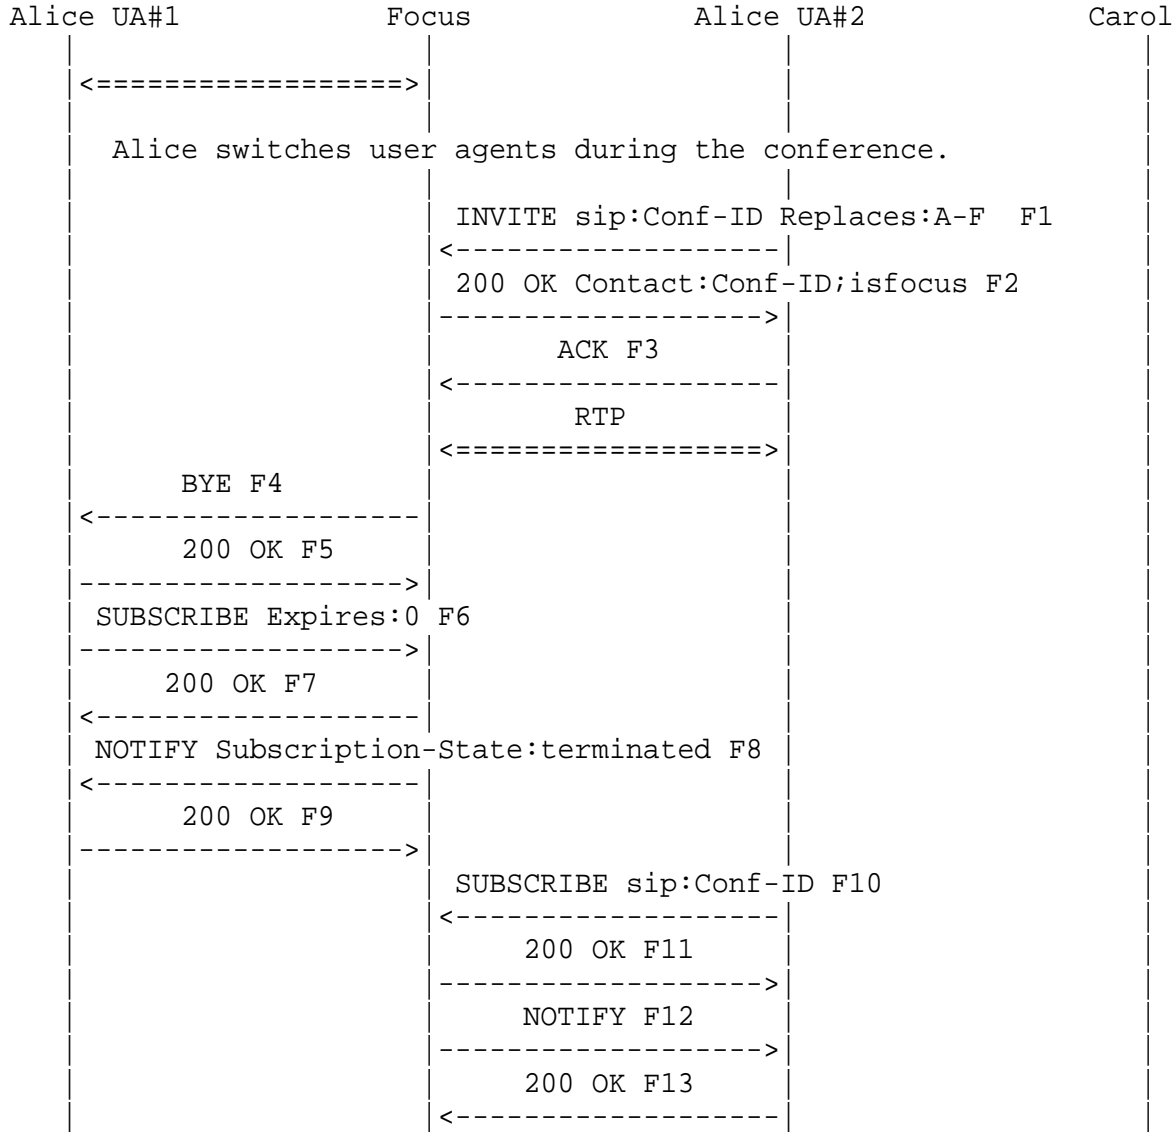 Alice UA#1 Focus Alice UA#2 Carol
Alice switches user agents during the conference.
INVITE sip:Conf-ID Replaces:A-F F1
200 OK Contact:Conf-ID;isfocus F2
ACK F3
RTP
BYE F4
200 OK F5
SUBSCRIBE Expires:0 F6
200 OK F7
NOTIFY Subscription-State:terminated F8
200 OK F9
SUBSCRIBE sip:Conf-ID F10
200 OK F11
NOTIFY F12
200 OK F13